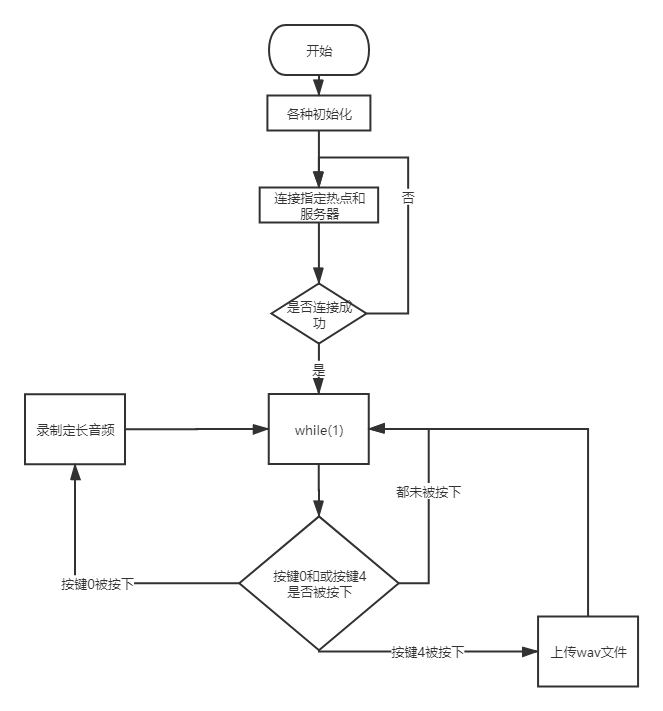 开始
各种初始化
连接指定热点和
服务器
否
是否连接成
功
是
录制定长音频
while(1)
都未被按下
按键0和或按键4
是否被按下
按键0被按下
按键4被按下
上传wav文件